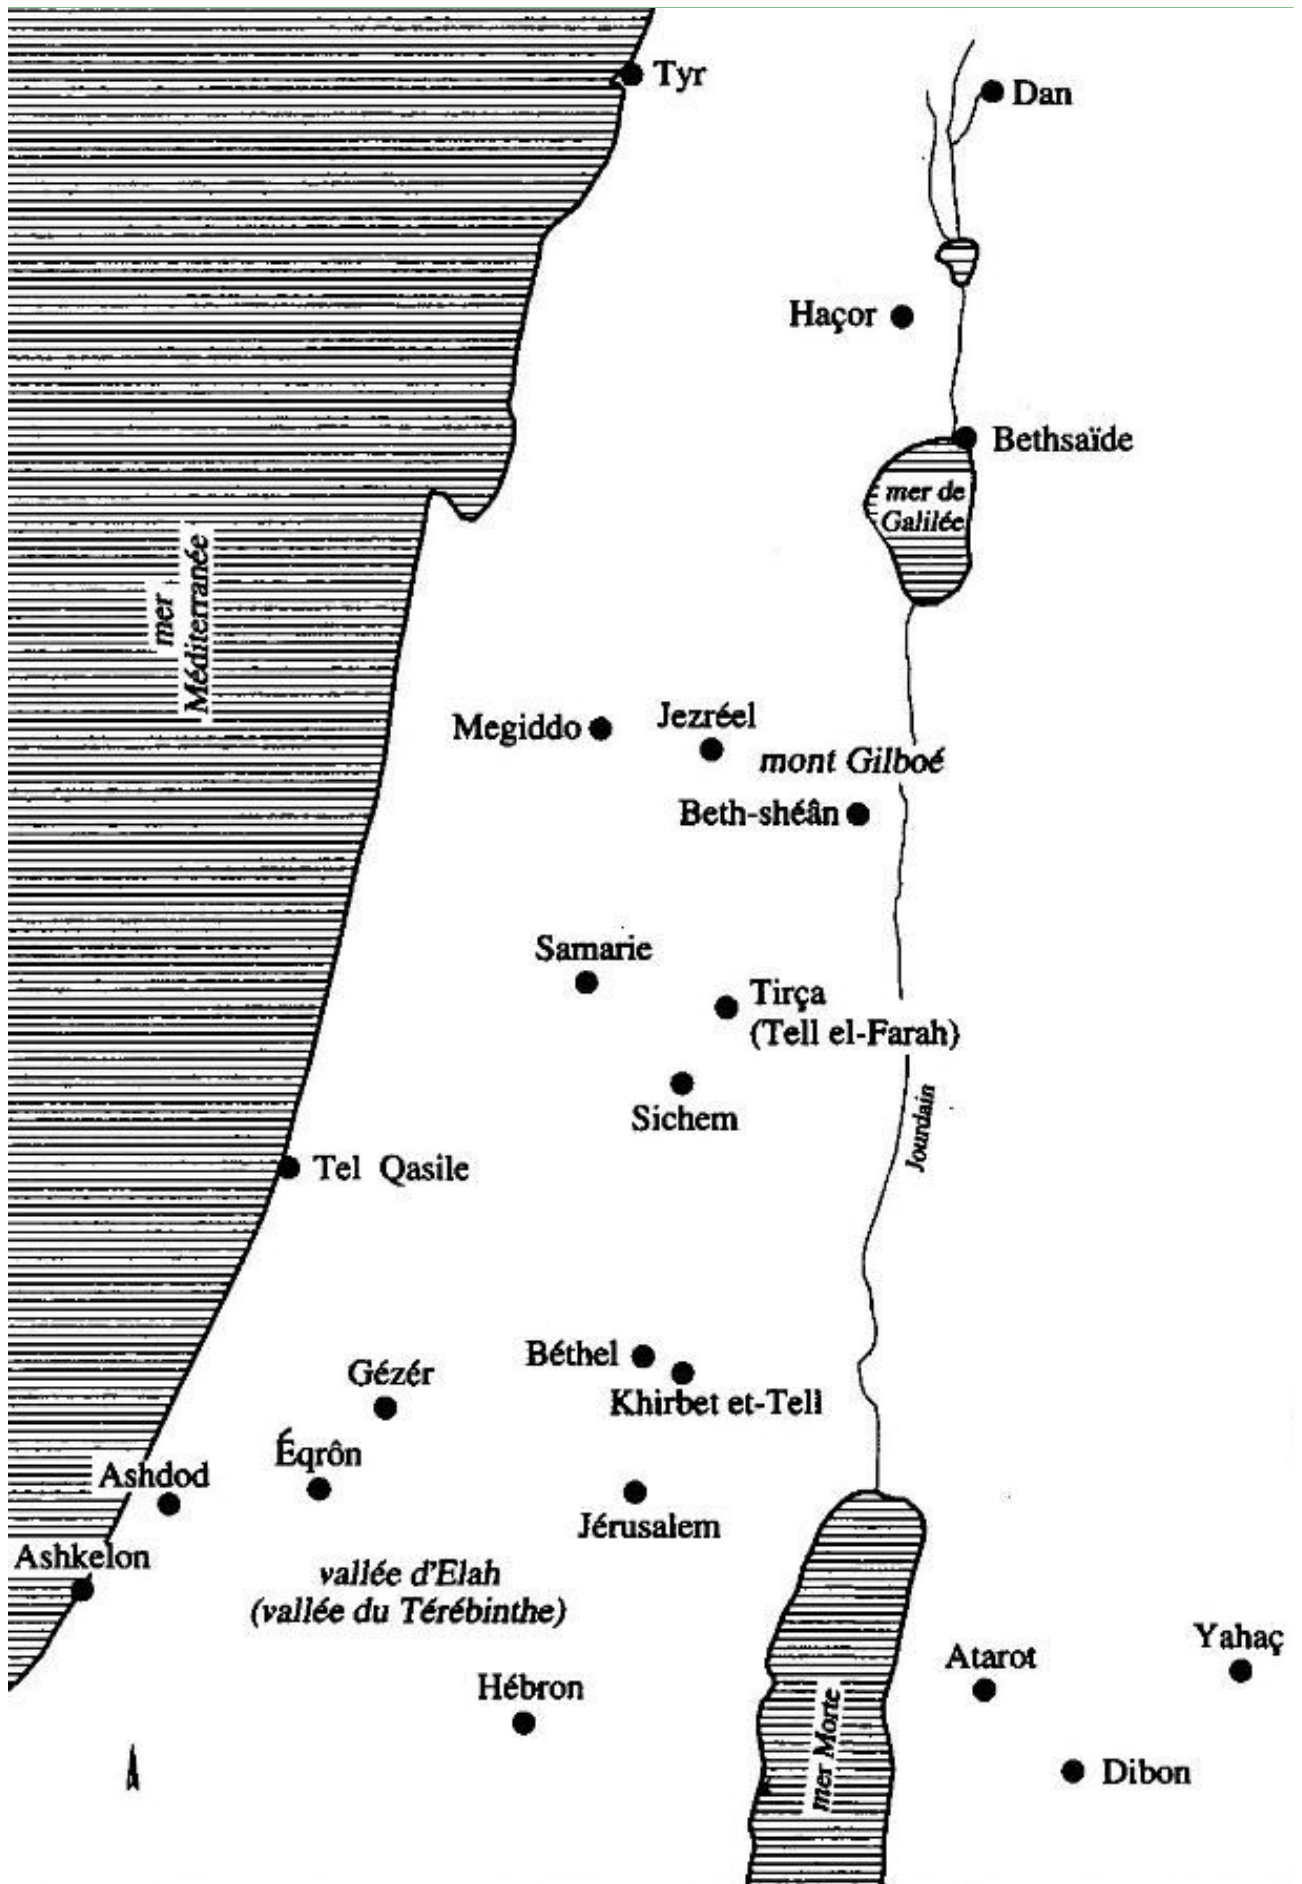 Tyr
Dan
Haçor
Bethsaïde
mer de
Galilée
mer
Méditerranée
Megiddo
Jezréel
mont Gilboé
Beth-shéân
Samarie
Tirça
(Tell el-Farah)
Sichem
Jourdain
Tel Qasile
Béthel
Khirbet et-Tell
Gézér
Éqrôn
Ashdod
Jérusalem
Ashkelon
vallée d'Elah
(vallée du Térébinthe)
Hébron
mer Morte
Atarot
Yahaç
Dibon